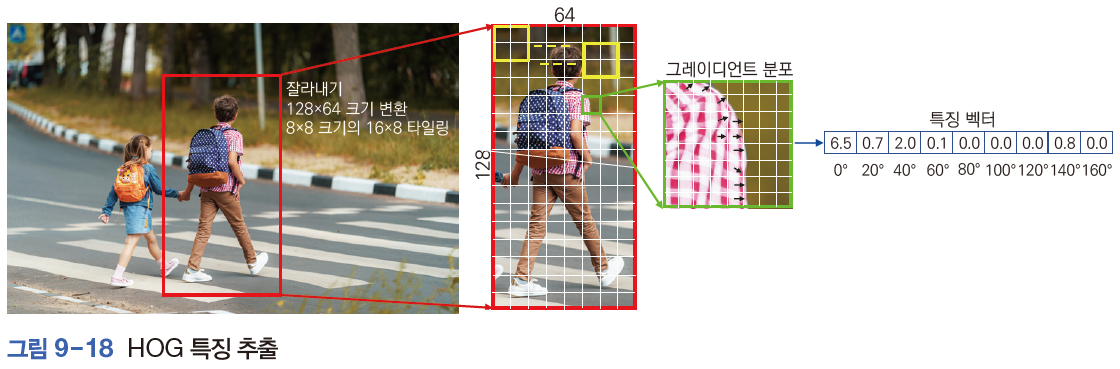 64
잘라내기
128×64 크기 변환
8×8 크기의 16×8 타일링
128
그레이디언트 분포
특징 벡터
6.5 0.7 2.0 0.1 0.0 0.0 0.0 0.8 0.0
0° 20° 40° 60° 80° 100° 120° 140° 160°
그림 9-18 HOG 특징 추출